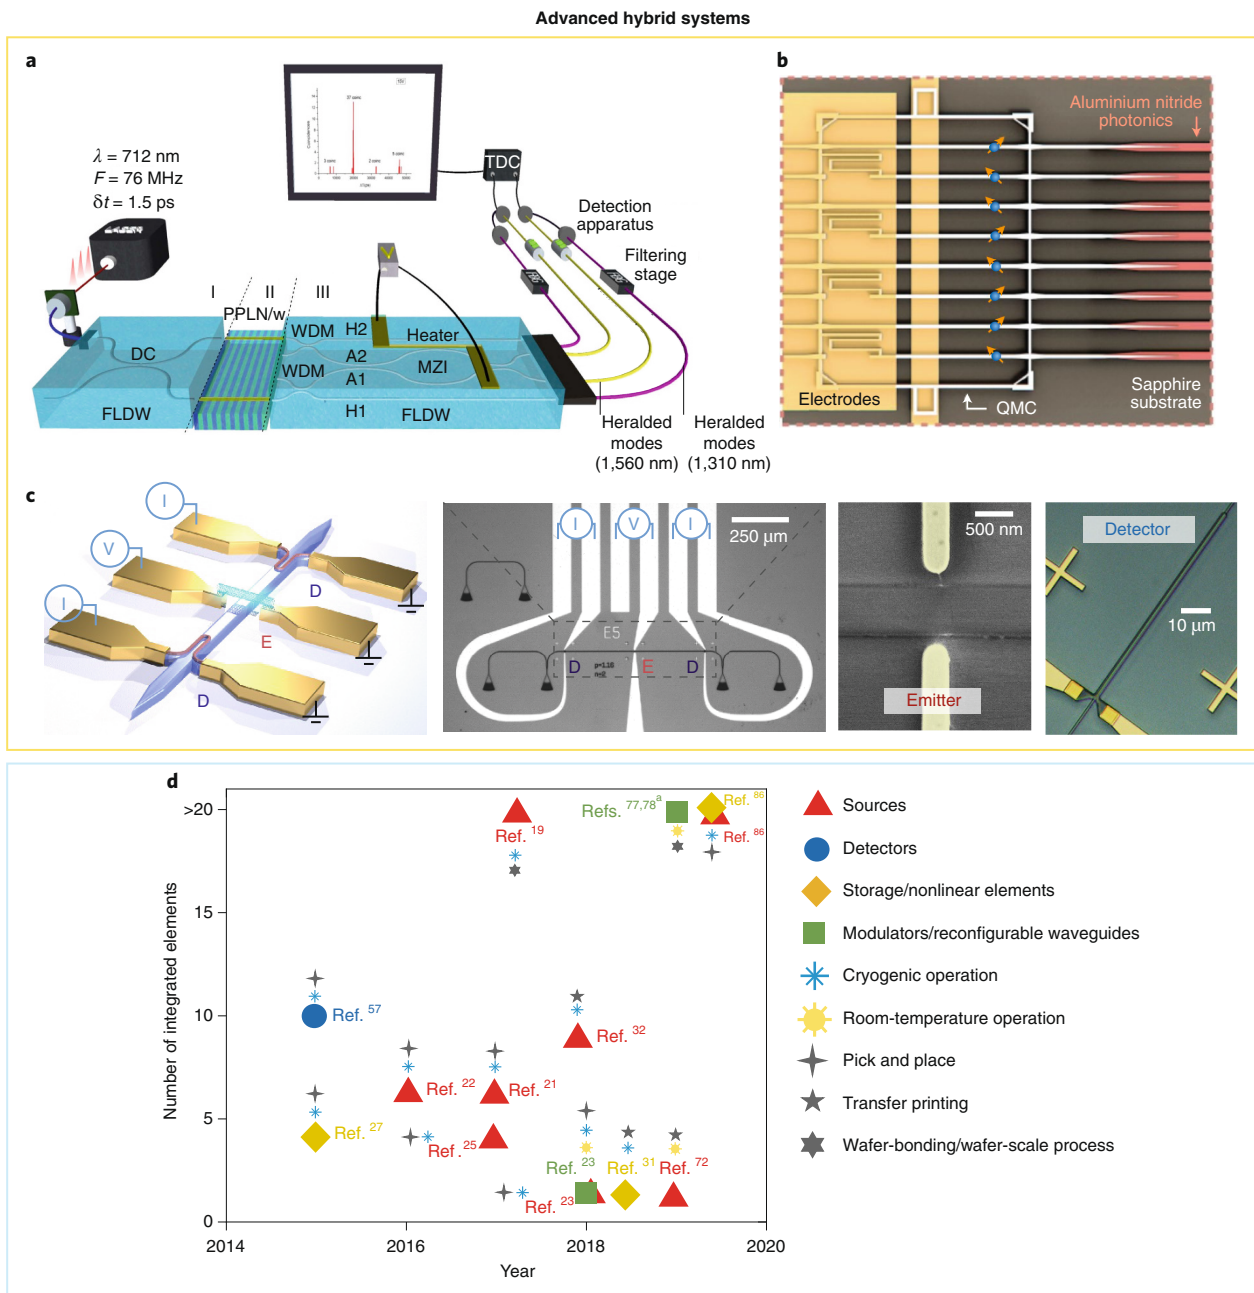 Advanced hybrid systems
a
λ = 712 nm
F = 76 MHz
δt = 1.5 ps
TDC
Detection
apparatus
Filtering
stage
I
II
III
PPLN/w
WDM
H2
Heater
DC
A2
WDM
MZI
A1
FLDW
H1
FLDW
Heralded
modes
(1,560 nm)
Heralded
modes
(1,310 nm)
b
Aluminium nitride
photonics
Electrodes
QMC
Sapphire
substrate
c
I
V
I
D
E
D
I
V
I
250 µm
E5
D
E
D
500 nm
Emitter
Detector
10 µm
d
>20
15
10
5
0
Number of integrated elements
2014
2016
2018
2020
Year
Ref. 19
Refs. 77,78a
Ref. 86
Ref. 86
Ref. 57
Ref. 32
Ref. 22
Ref. 21
Ref. 27
Ref. 25
Ref. 23
Ref. 31
Ref. 72
Ref. 23
Sources
Detectors
Storage/nonlinear elements
Modulators/reconfigurable waveguides
Cryogenic operation
Room-temperature operation
Pick and place
Transfer printing
Wafer-bonding/wafer-scale process